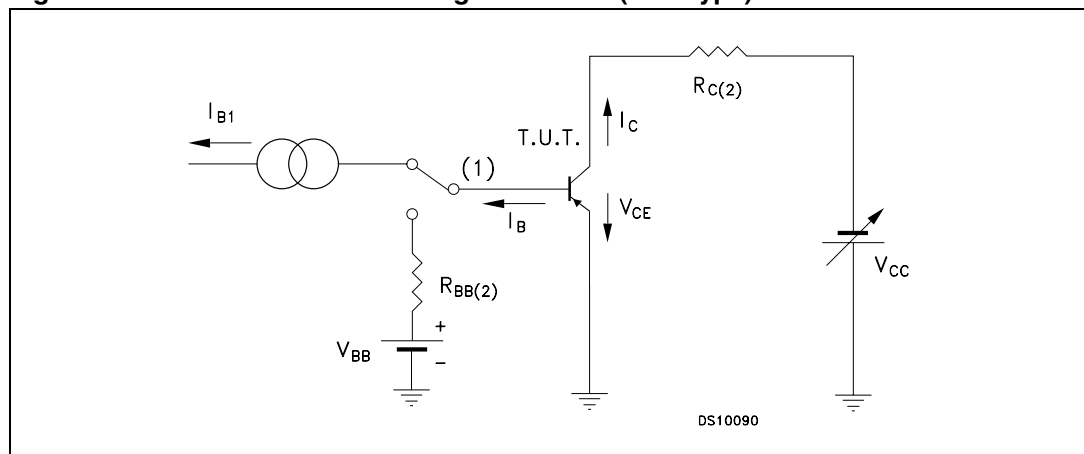 I_B1
R_C(2)
I_C
T.U.T.
(1)
I_B
V_CE
R_BB(2)
V_CC
+
V_BB
–
DS10090